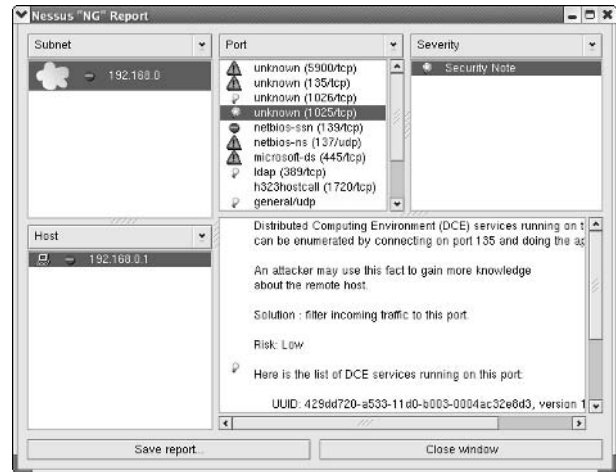 Nessus "NG" Report
Subnet
192.168.0
Port
unknown (5900/tcp)
unknown (135/tcp)
unknown (1026/tcp)
unknown (1025/tcp)
netbios-ssn (139/tcp)
netbios-ns (137/udp)
microsoft-ds (445/tcp)
ldap (389/tcp)
h323hostcall (1720/tcp)
general/udp
Severity
Security Note
Host
192.168.0.1
Distributed Computing Environment (DCE) services running on t
can be enumerated by connecting on port 135 and doing the ap
An attacker may use this fact to gain more knowledge
about the remote host.
Solution : filter incoming traffic to this port.
Risk: Low
Here is the list of DCE services running on this port:
UUID: 429dd720-a533-11d0-b003-0004ac32e8d3, version 1
Save report...
Close window